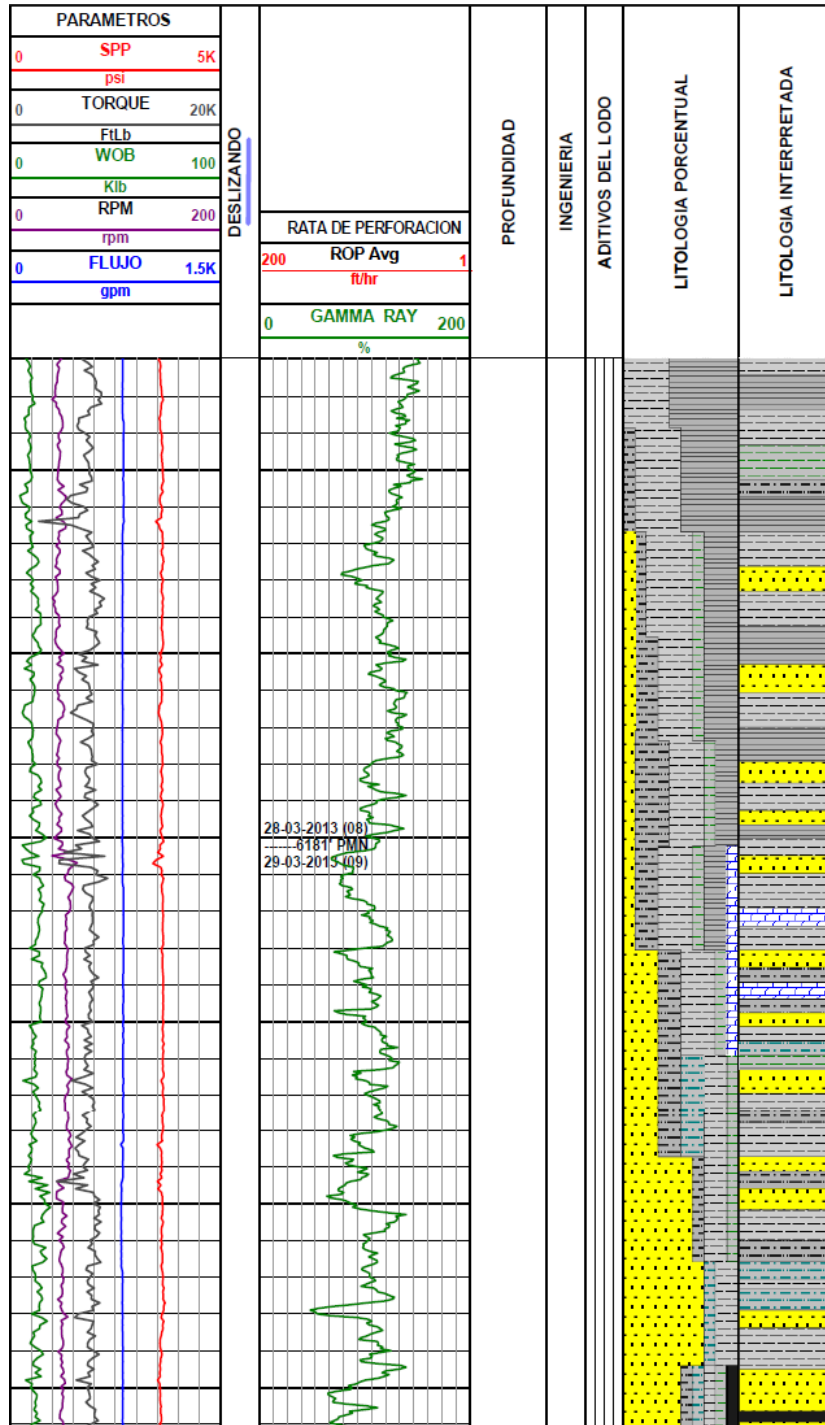 PARAMETROS
0 SPP 5K
psi
0 TORQUE 20K
FtLb
0 WOB 100
Klb
0 RPM 200
rpm
0 FLUJO 1.5K
gpm
DESLIZANDO
RATA DE PERFORACION
200 ROP Avg 1
ft/hr
0 GAMMA RAY 200
%
PROFUNDIDAD
INGENIERIA
ADITIVOS DEL LODO
LITOLOGIA PORCENTUAL
LITOLOGIA INTERPRETADA
28-03-2013 (08)
-------6181' PMN
29-03-2013 (09)